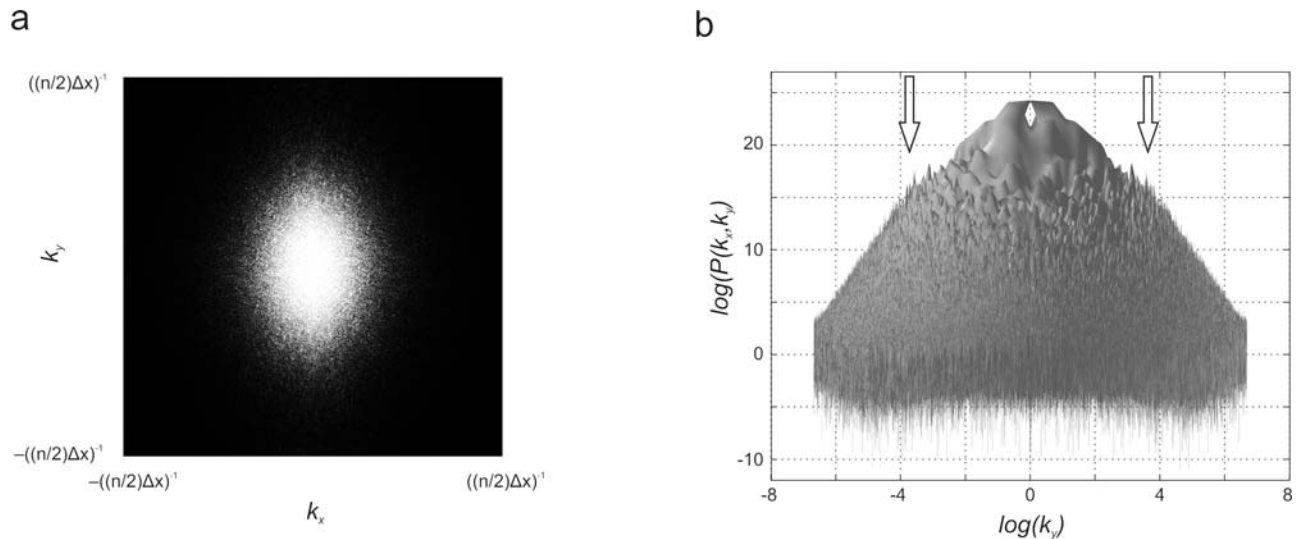 a
((n/2)Δx)⁻¹
k_y
–((n/2)Δx)⁻¹
–((n/2)Δx)⁻¹
((n/2)Δx)⁻¹
k_x
b
log(P(k_x,k_y)
20
10
0
-10
-8
-4
0
4
8
log(k_y)